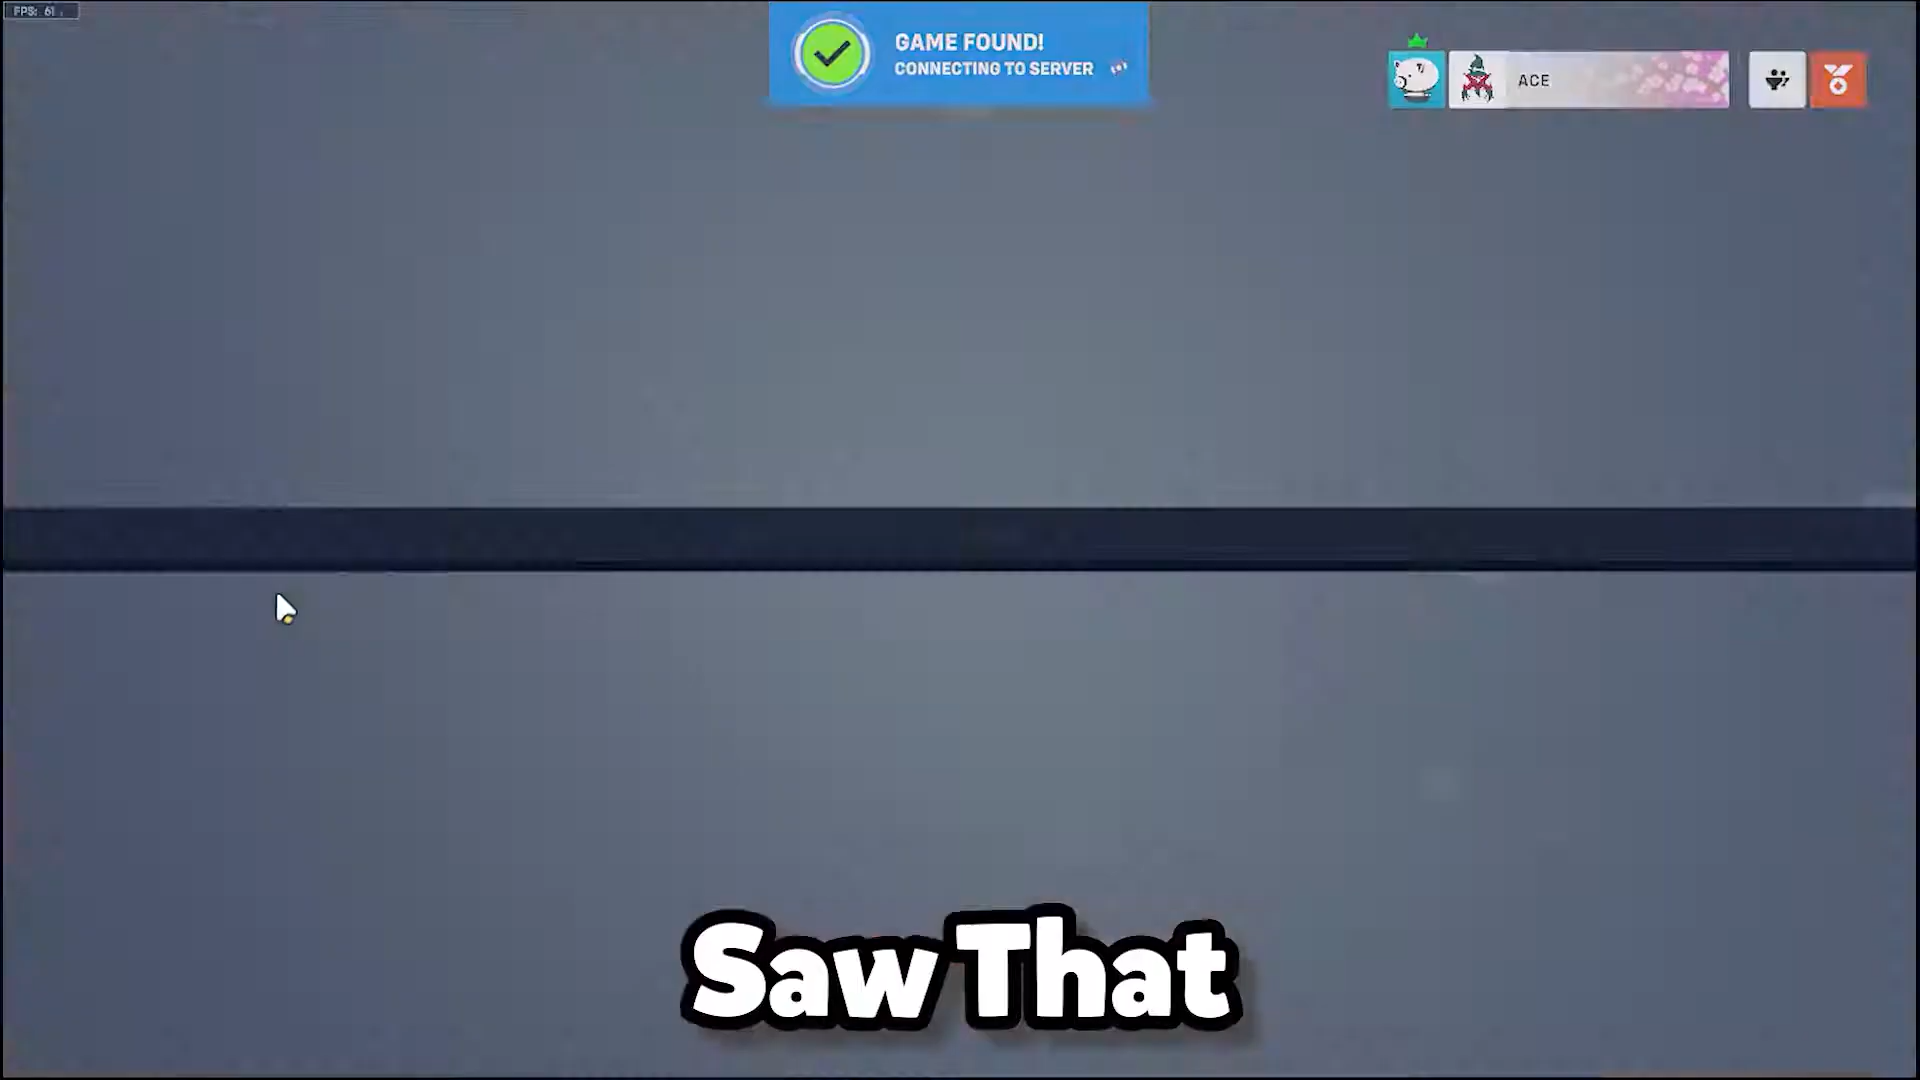 FPS: 61
GAME FOUND!
CONNECTING TO SERVER
ACE
Saw That